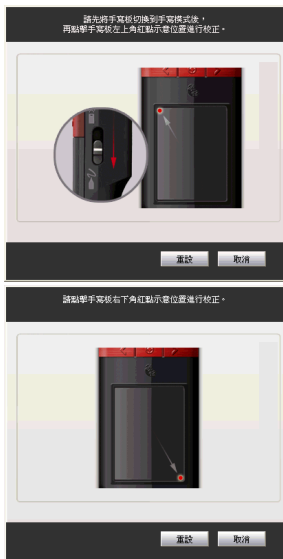 請先將手寫板切換到手寫模式後，
再點擊手寫板左上角紅點示意位置進行校正。
重設 取消
請點擊手寫板右下角紅點示意位置進行校正。
重設 取消